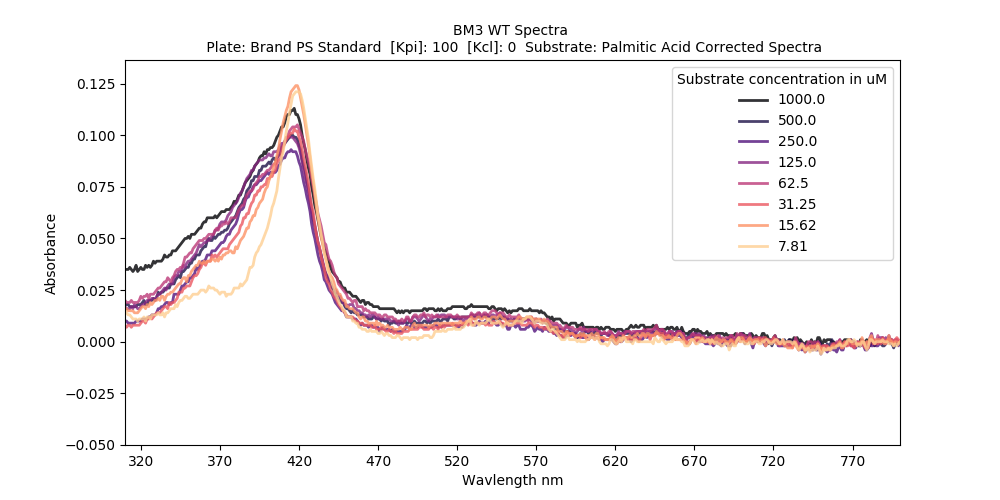 BM3 WT Spectra
Plate: Brand PS Standard  [Kpi]: 100  [Kcl]: 0  Substrate: Palmitic Acid Corrected Spectra
Substrate concentration in uM
1000.0
500.0
250.0
125.0
62.5
31.25
15.62
7.81
Absorbance
0.125
0.100
0.075
0.050
0.025
0.000
−0.025
−0.050
320 370 420 470 520 570 620 670 720 770
Wavlength nm